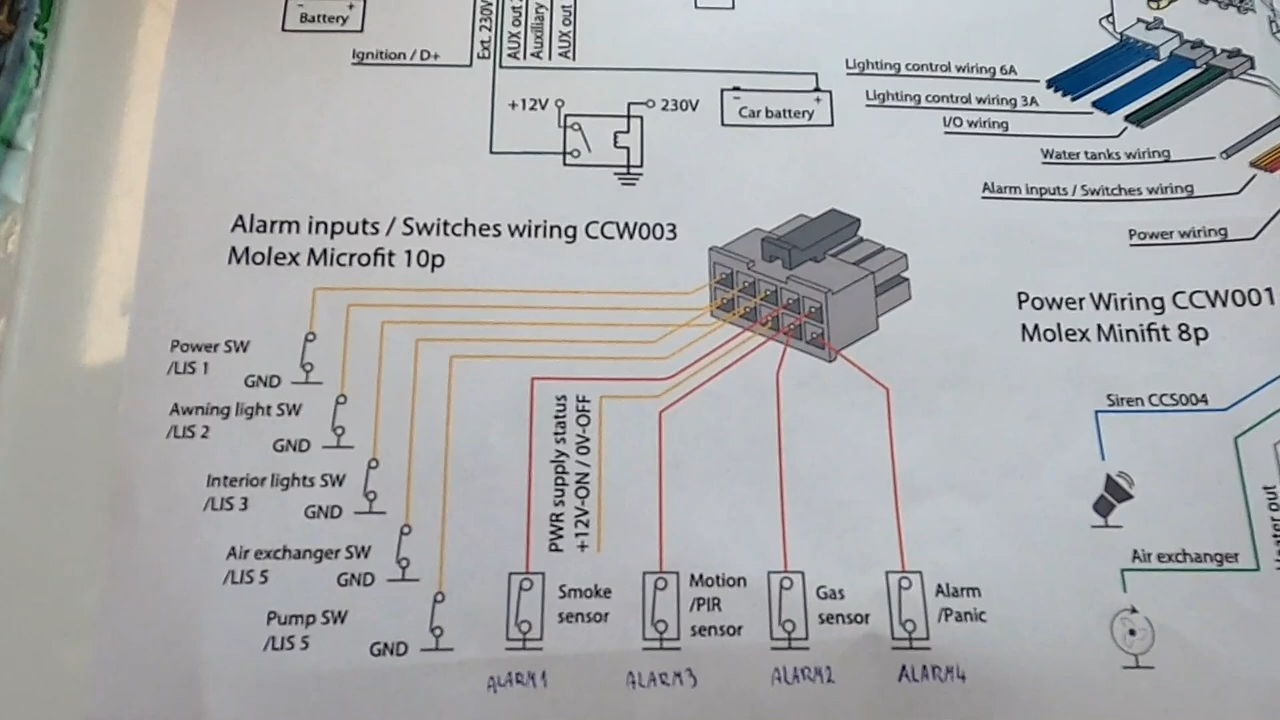 - +
Battery
Ignition / D+
Ext. 230V
AUX out
Auxiliary
AUX out
+12V
230V
- +
Car battery
Lighting control wiring 6A
Lighting control wiring 3A
I/O wiring
Water tanks wiring
Alarm inputs / Switches wiring
Power wiring
Alarm inputs / Switches wiring CCW003
Molex Microfit 10p
Power SW
/LIS 1
GND
Awning light SW
/LIS 2
GND
Interior lights SW
/LIS 3
GND
Air exchanger SW
/LIS 5
GND
Pump SW
/LIS 5
GND
PWR supply status
+12V-ON / 0V-OFF
Smoke
sensor
Motion
/PIR
sensor
Gas
sensor
Alarm
/Panic
ALARM1
ALARM3
ALARM2
ALARM4
Power Wiring CCW001
Molex Minifit 8p
Siren CCS004
Air exchanger
Heater out